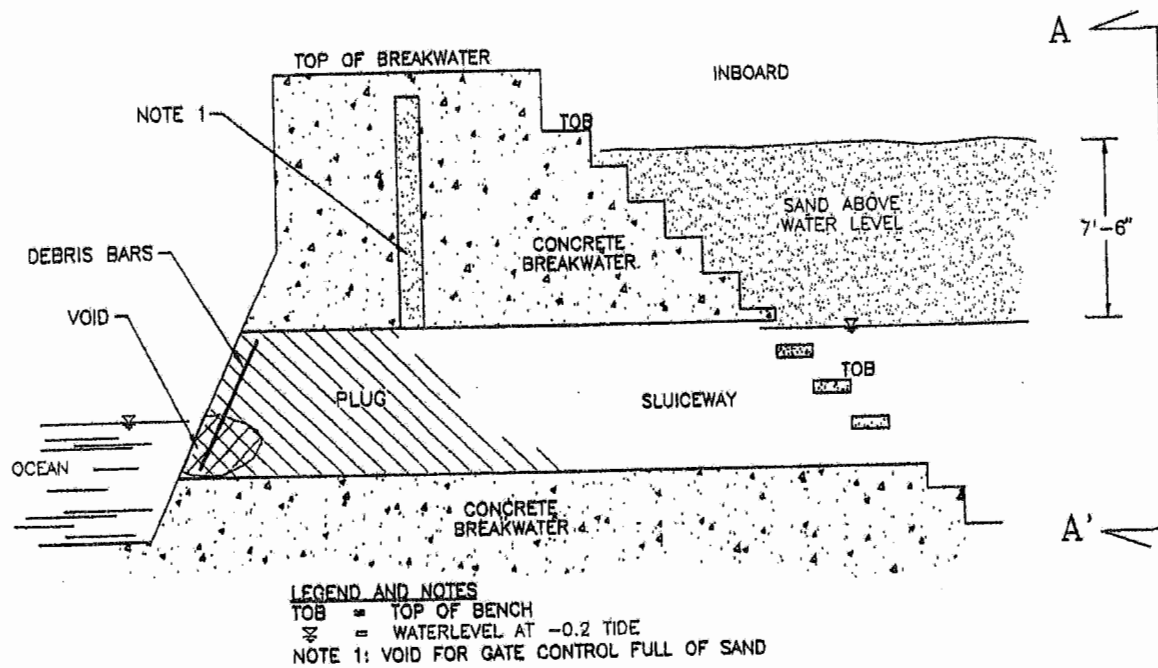 A
TOP OF BREAKWATER
INBOARD
NOTE 1
TOB
SAND ABOVE
WATER LEVEL
7'-6"
CONCRETE
BREAKWATER
DEBRIS BARS
VOID
TOB
PLUG
SLUICEWAY
OCEAN
CONCRETE
BREAKWATER
A'
LEGEND AND NOTES
TOB = TOP OF BENCH
= WATERLEVEL AT -0.2 TIDE
NOTE 1: VOID FOR GATE CONTROL FULL OF SAND